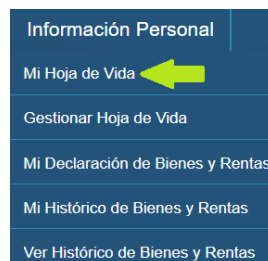 Información Personal
Mi Hoja de Vida
Gestionar Hoja de Vida
Mi Declaración de Bienes y Rentas
Mi Histórico de Bienes y Rentas
Ver Histórico de Bienes y Rentas